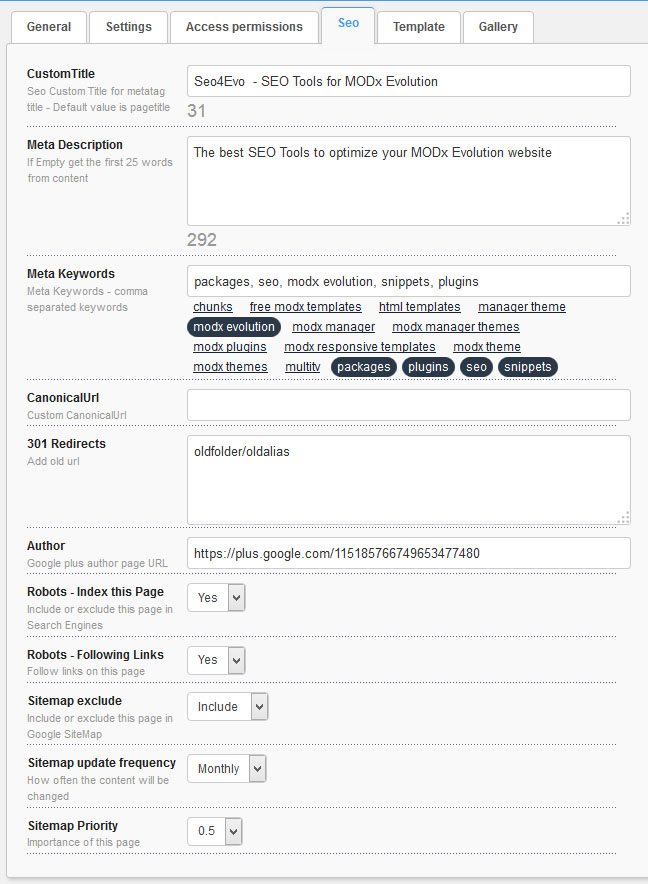 General Settings Access permissions Seo Template Gallery
CustomTitle
Seo Custom Title for metatag
title - Default value is pagetitle
Seo4Evo  - SEO Tools for MODx Evolution
31
Meta Description
If Empty get the first 25 words
from content
The best SEO Tools to optimize your MODx Evolution website
292
Meta Keywords
Meta Keywords - comma
separated keywords
packages, seo, modx evolution, snippets, plugins
chunks free modx templates html templates manager theme
modx evolution modx manager modx manager themes
modx plugins modx responsive templates modx theme
modx themes multitv packages plugins seo snippets
CanonicalUrl
Custom CanonicalUrl
301 Redirects
Add old url
oldfolder/oldalias
Author
Google plus author page URL
https://plus.google.com/115185766749653477480
Robots - Index this Page
Include or exclude this page in
Search Engines
Yes
Robots - Following Links
Follow links on this page
Yes
Sitemap exclude
Include or exclude this page in
Google SiteMap
Include
Sitemap update frequency
How often the content will be
changed
Monthly
Sitemap Priority
Importance of this page
0.5